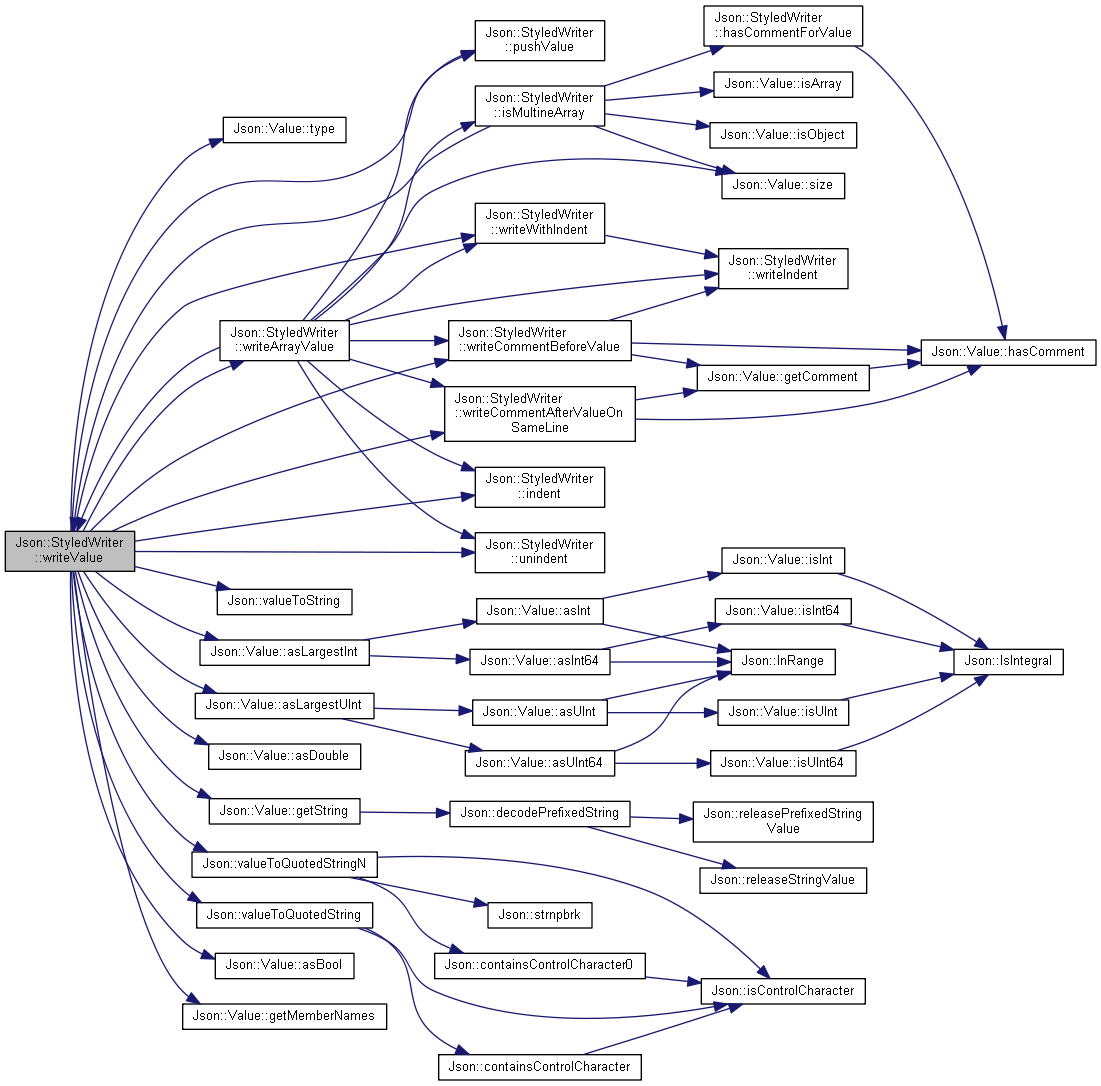 Json::StyledWriter
::writeValue
Json::Value::type
Json::StyledWriter
::writeArrayValue
Json::valueToString
Json::Value::asLargestInt
Json::Value::asLargestUInt
Json::Value::asDouble
Json::Value::getString
Json::valueToQuotedStringN
Json::valueToQuotedString
Json::Value::asBool
Json::Value::getMemberNames
Json::StyledWriter
::pushValue
Json::StyledWriter
::isMultineArray
Json::StyledWriter
::writeWithIndent
Json::StyledWriter
::writeCommentBeforeValue
Json::StyledWriter
::writeCommentAfterValueOn
SameLine
Json::StyledWriter
::indent
Json::StyledWriter
::unindent
Json::Value::asInt
Json::Value::asInt64
Json::Value::asUInt
Json::Value::asUInt64
Json::decodePrefixedString
Json::strnpbrk
Json::containsControlCharacter0
Json::containsControlCharacter
Json::StyledWriter
::hasCommentForValue
Json::Value::isArray
Json::Value::isObject
Json::Value::size
Json::StyledWriter
::writeIndent
Json::Value::getComment
Json::Value::isInt
Json::Value::isInt64
Json::InRange
Json::Value::isUInt
Json::Value::isUInt64
Json::releasePrefixedString
Value
Json::releaseStringValue
Json::isControlCharacter
Json::Value::hasComment
Json::IsIntegral